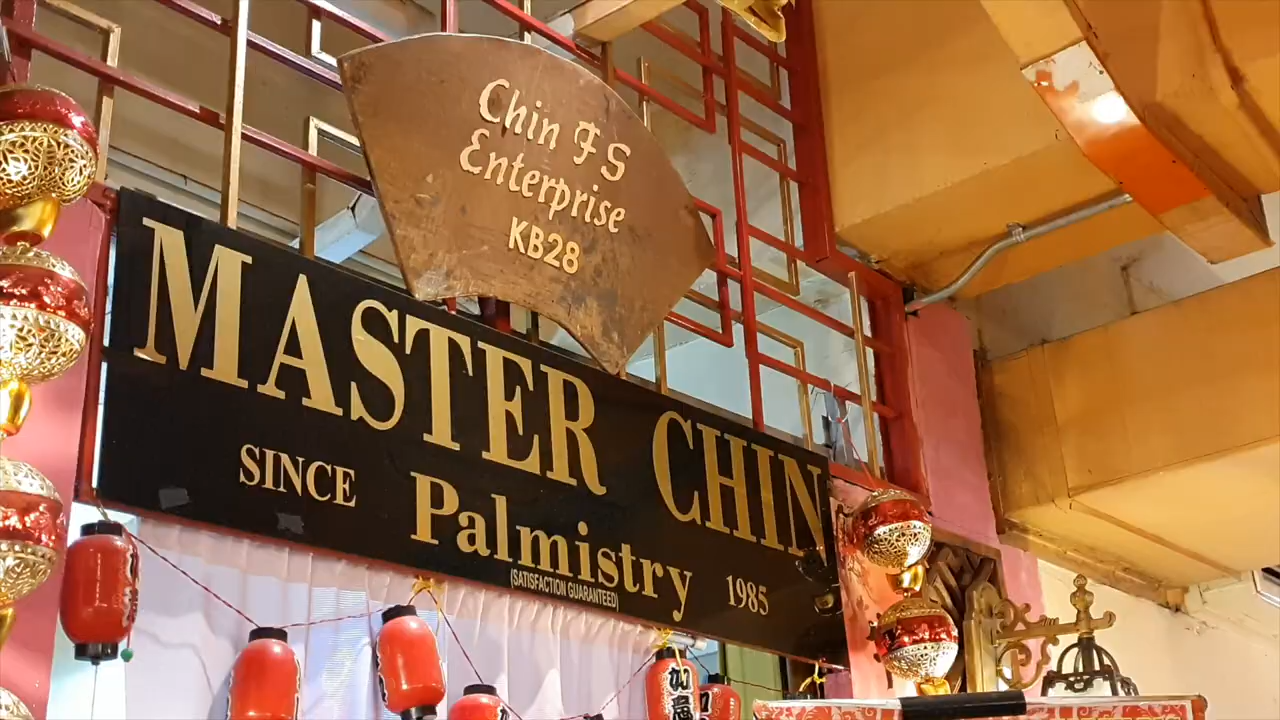 Chin FS
Enterprise
KB28
MASTER CHIN
SINCE Palmistry 1985
(SATISFACTION GUARANTEED)